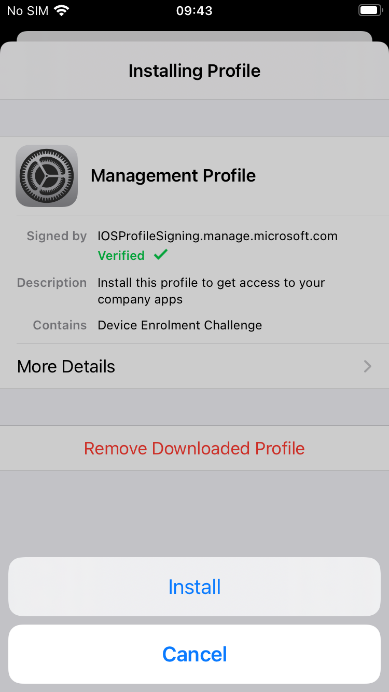 No SIM 09:43
Installing Profile
Management Profile
Signed by IOSProfileSigning.manage.microsoft.com
Verified
Description Install this profile to get access to your
company apps
Contains Device Enrolment Challenge
More Details
Remove Downloaded Profile
Install
Cancel